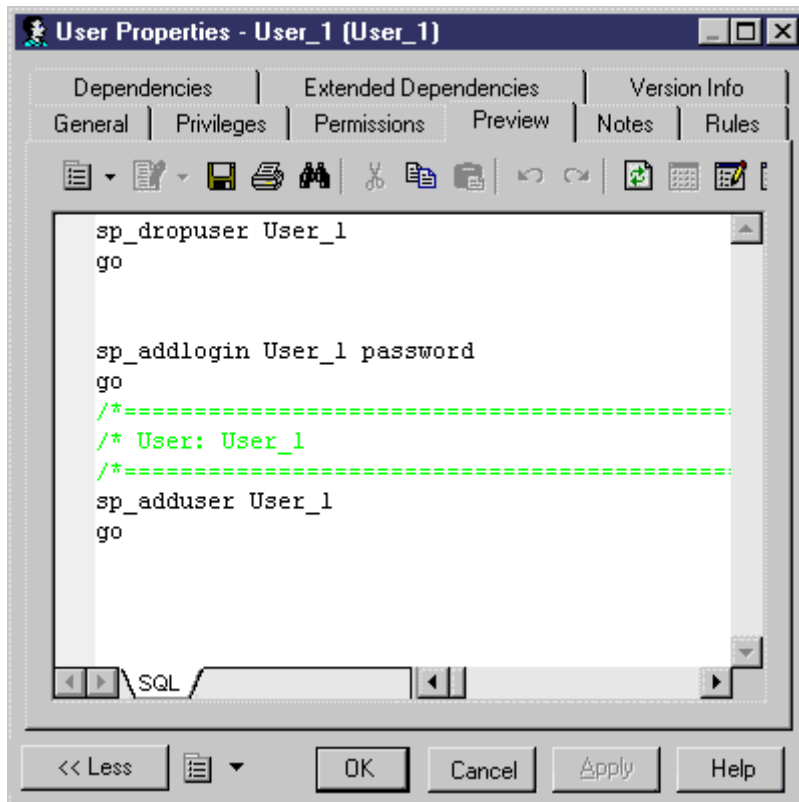 User Properties - User_1 (User_1)
Dependencies Extended Dependencies Version Info
General Privileges Permissions Preview Notes Rules
sp_dropuser User_1
go
sp_addlogin User_1 password
go
/*===========================================
/* User: User_1
/*===========================================
sp_adduser User_1
go
SQL
<< Less OK Cancel Apply Help